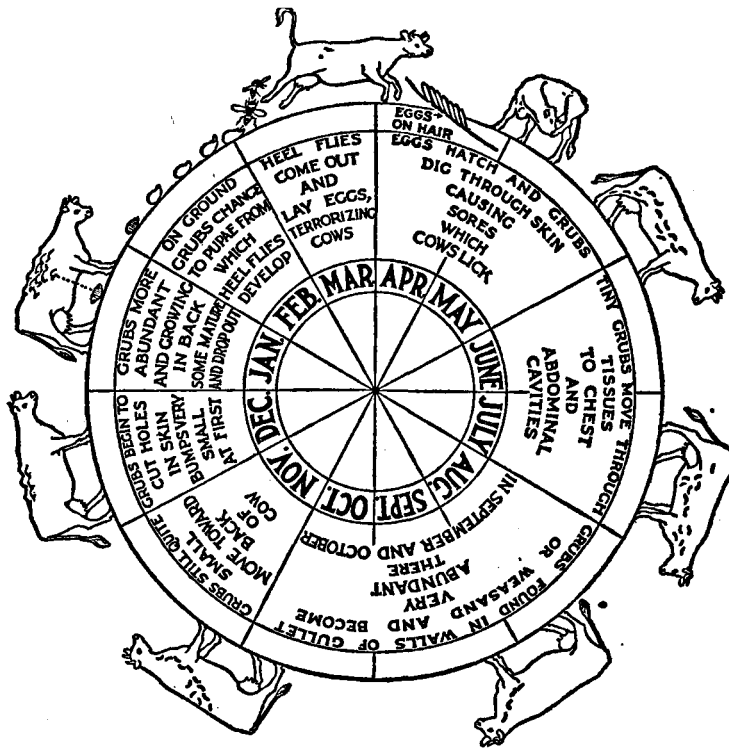 EGGS
ON HAIR
EGGS HATCH AND GRUBS
DIG THROUGH SKIN
CAUSING
SORES
WHICH
COWS LICK
TINY GRUBS MOVE THROUGH
TISSUES
TO CHEST
AND
ABDOMINAL
CAVITIES
GRUBS FOUND IN WALLS OF GULLET
OR WEASAND AND BECOME
VERY
ABUNDANT
THERE
IN SEPTEMBER AND OCTOBER
GRUBS STILL QUITE
SMALL
MOVE TOWARD
BACK
OF
COW
GRUBS BEGIN TO
CUT HOLES
IN SKIN
BUMPS VERY
SMALL
AT FIRST
GRUBS MORE
ABUNDANT
AND GROWING
IN BACK
SOME MATURE
AND DROP OUT
ON GROUND
GRUBS CHANGE
TO PUPAE FROM
WHICH
HEEL FLIES
DEVELOP
HEEL FLIES
COME OUT
AND
LAY EGGS,
TERRORIZING
COWS
JAN. FEB. MAR. APR. MAY JUNE JULY AUG. SEPT. OCT. NOV. DEC.